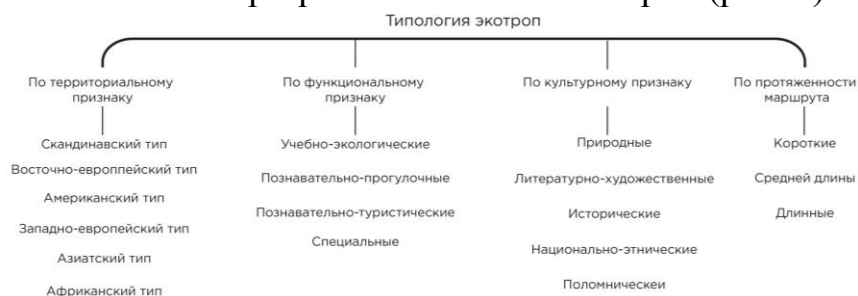 Типология экотроп
По территориальному
признаку
Скандинавский тип
Восточно-европпейский тип
Американский тип
Западно-европейский тип
Азиатский тип
Африканский тип
По функциональному
признаку
Учебно-экологические
Познавательно-прогулочные
Познавательно-туристические
Специальные
По культурному признаку
Природные
Литературно-художественные
Исторические
Национально-этнические
Поломническеи
По протяженности
маршрута
Короткие
Средней длины
Длинные